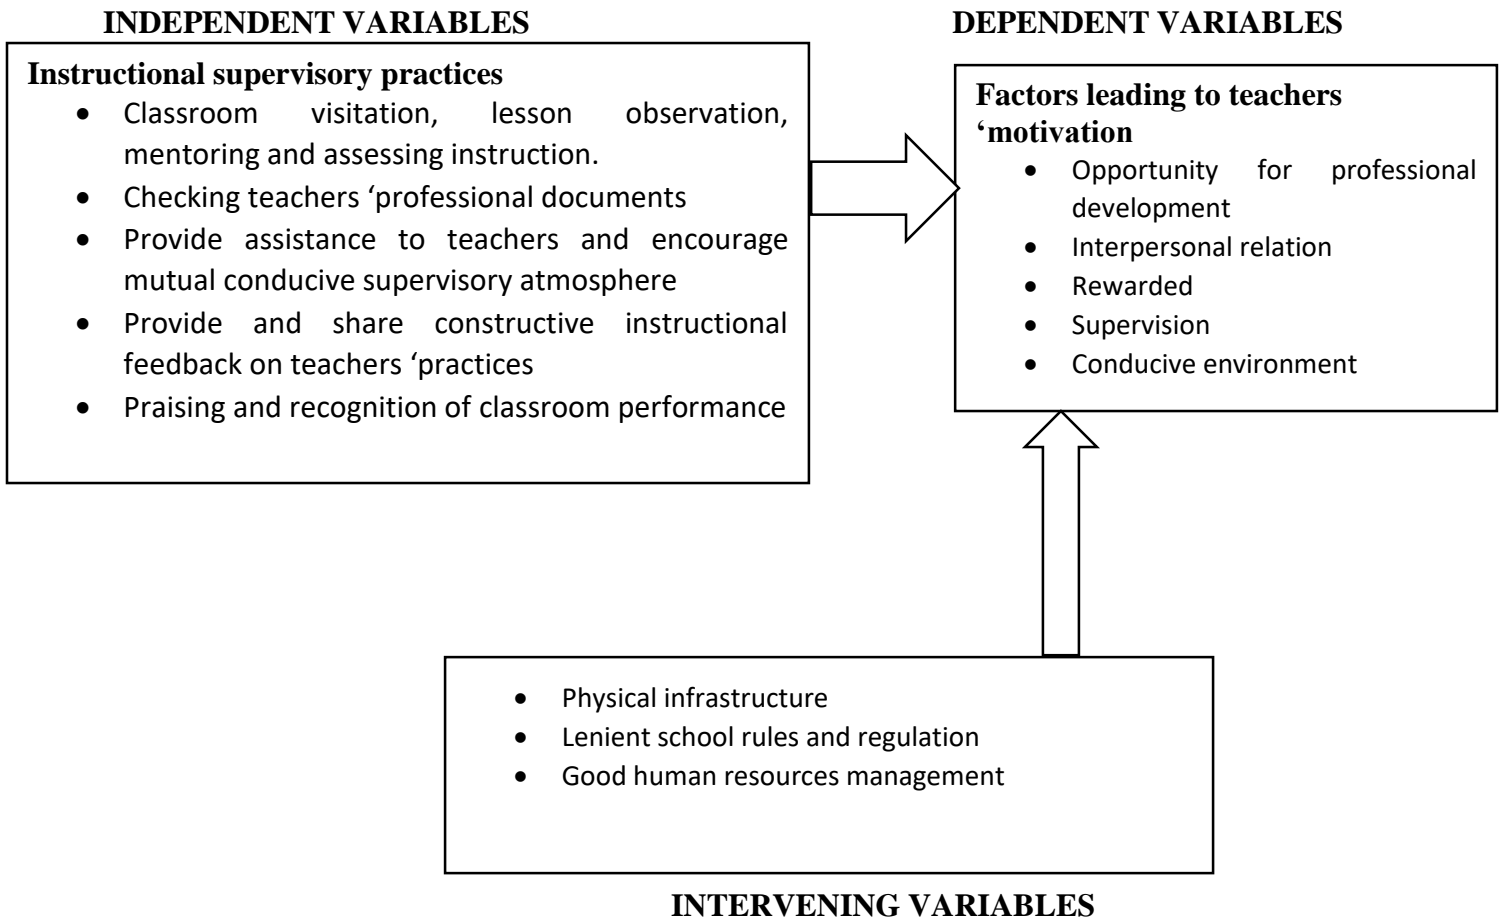 INDEPENDENT VARIABLES
Instructional supervisory practices
• Classroom visitation, lesson observation,
mentoring and assessing instruction.
• Checking teachers ‘professional documents
• Provide assistance to teachers and encourage
mutual conducive supervisory atmosphere
• Provide and share constructive instructional
feedback on teachers ‘practices
• Praising and recognition of classroom performance
DEPENDENT VARIABLES
Factors leading to teachers
‘motivation
• Opportunity for professional
development
• Interpersonal relation
• Rewarded
• Supervision
• Conducive environment
• Physical infrastructure
• Lenient school rules and regulation
• Good human resources management
INTERVENING VARIABLES